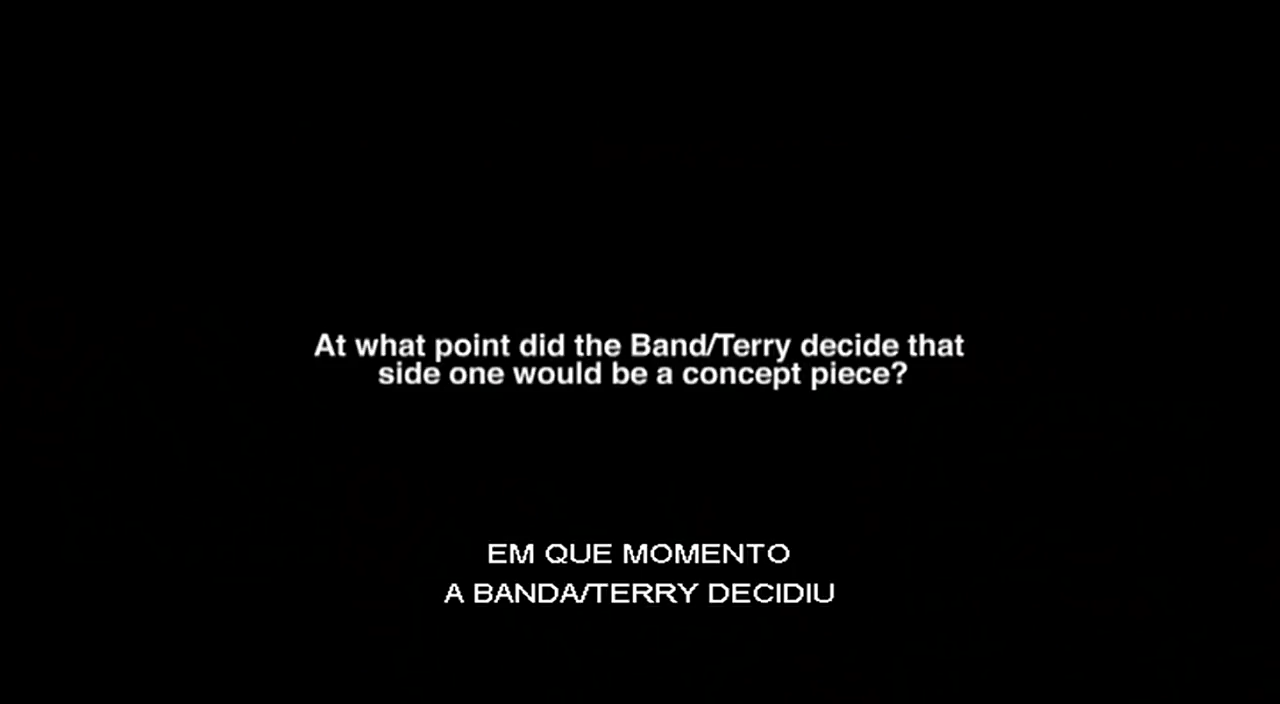 At what point did the Band/Terry decide that
side one would be a concept piece?
EM QUE MOMENTO
A BANDA/TERRY DECIDIU